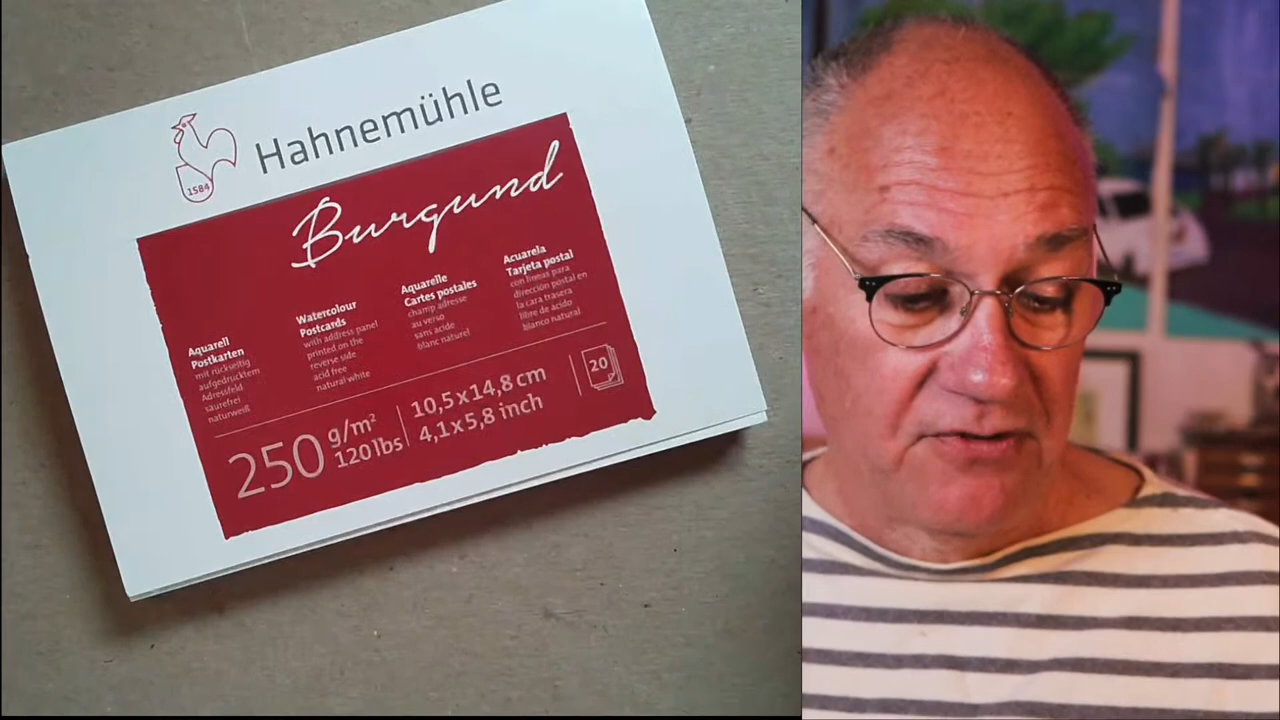 Hahnemühle
1584
Burgund
Aquarell
Postkarten
mit rückseitig
aufgedrucktem
Adressfeld
säurefrei
naturweiß
Watercolour
Postcards
with address panel
printed on the
reverse side
acid free
natural white
Aquarelle
Cartes postales
champ adresse
au verso
sans acide
blanc naturel
Acuarela
Tarjeta postal
con líneas para
dirección postal en
la cara trasera
libre de ácido
blanco natural
250 g/m²
120 lbs
10,5 x 14,8 cm
4,1 x 5,8 inch
20